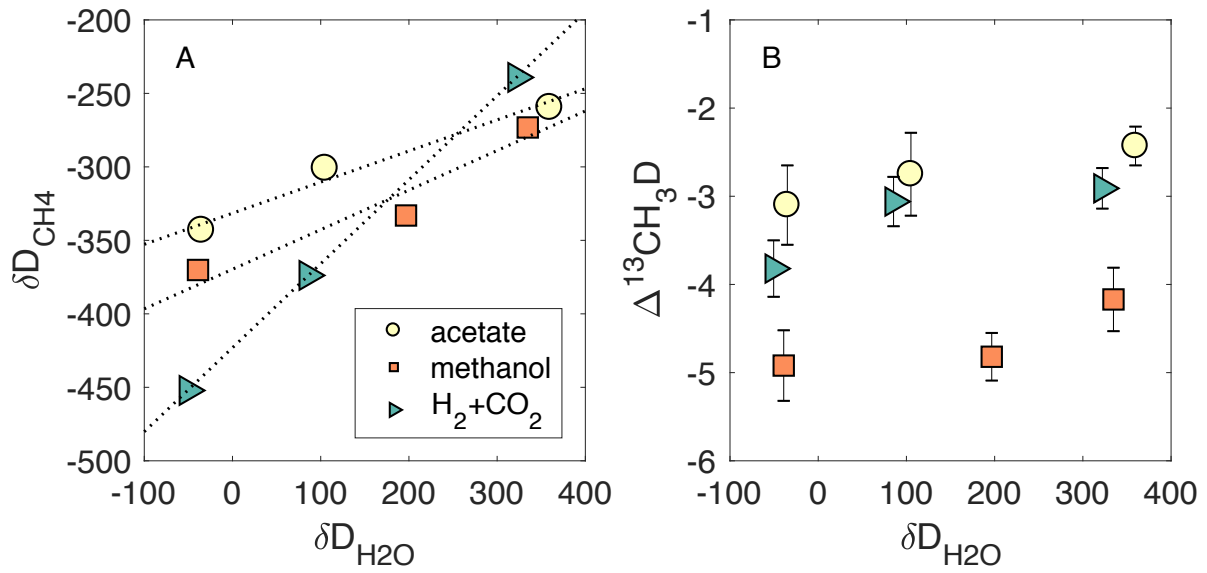 A
-200
-250
-300
-350
-400
-450
-500
-100 0 100 200 300 400
δD_CH4
δD_H2O
acetate
methanol
H₂+CO₂
B
-1
-2
-3
-4
-5
-6
-100 0 100 200 300 400
Δ¹³CH₃D
δD_H2O